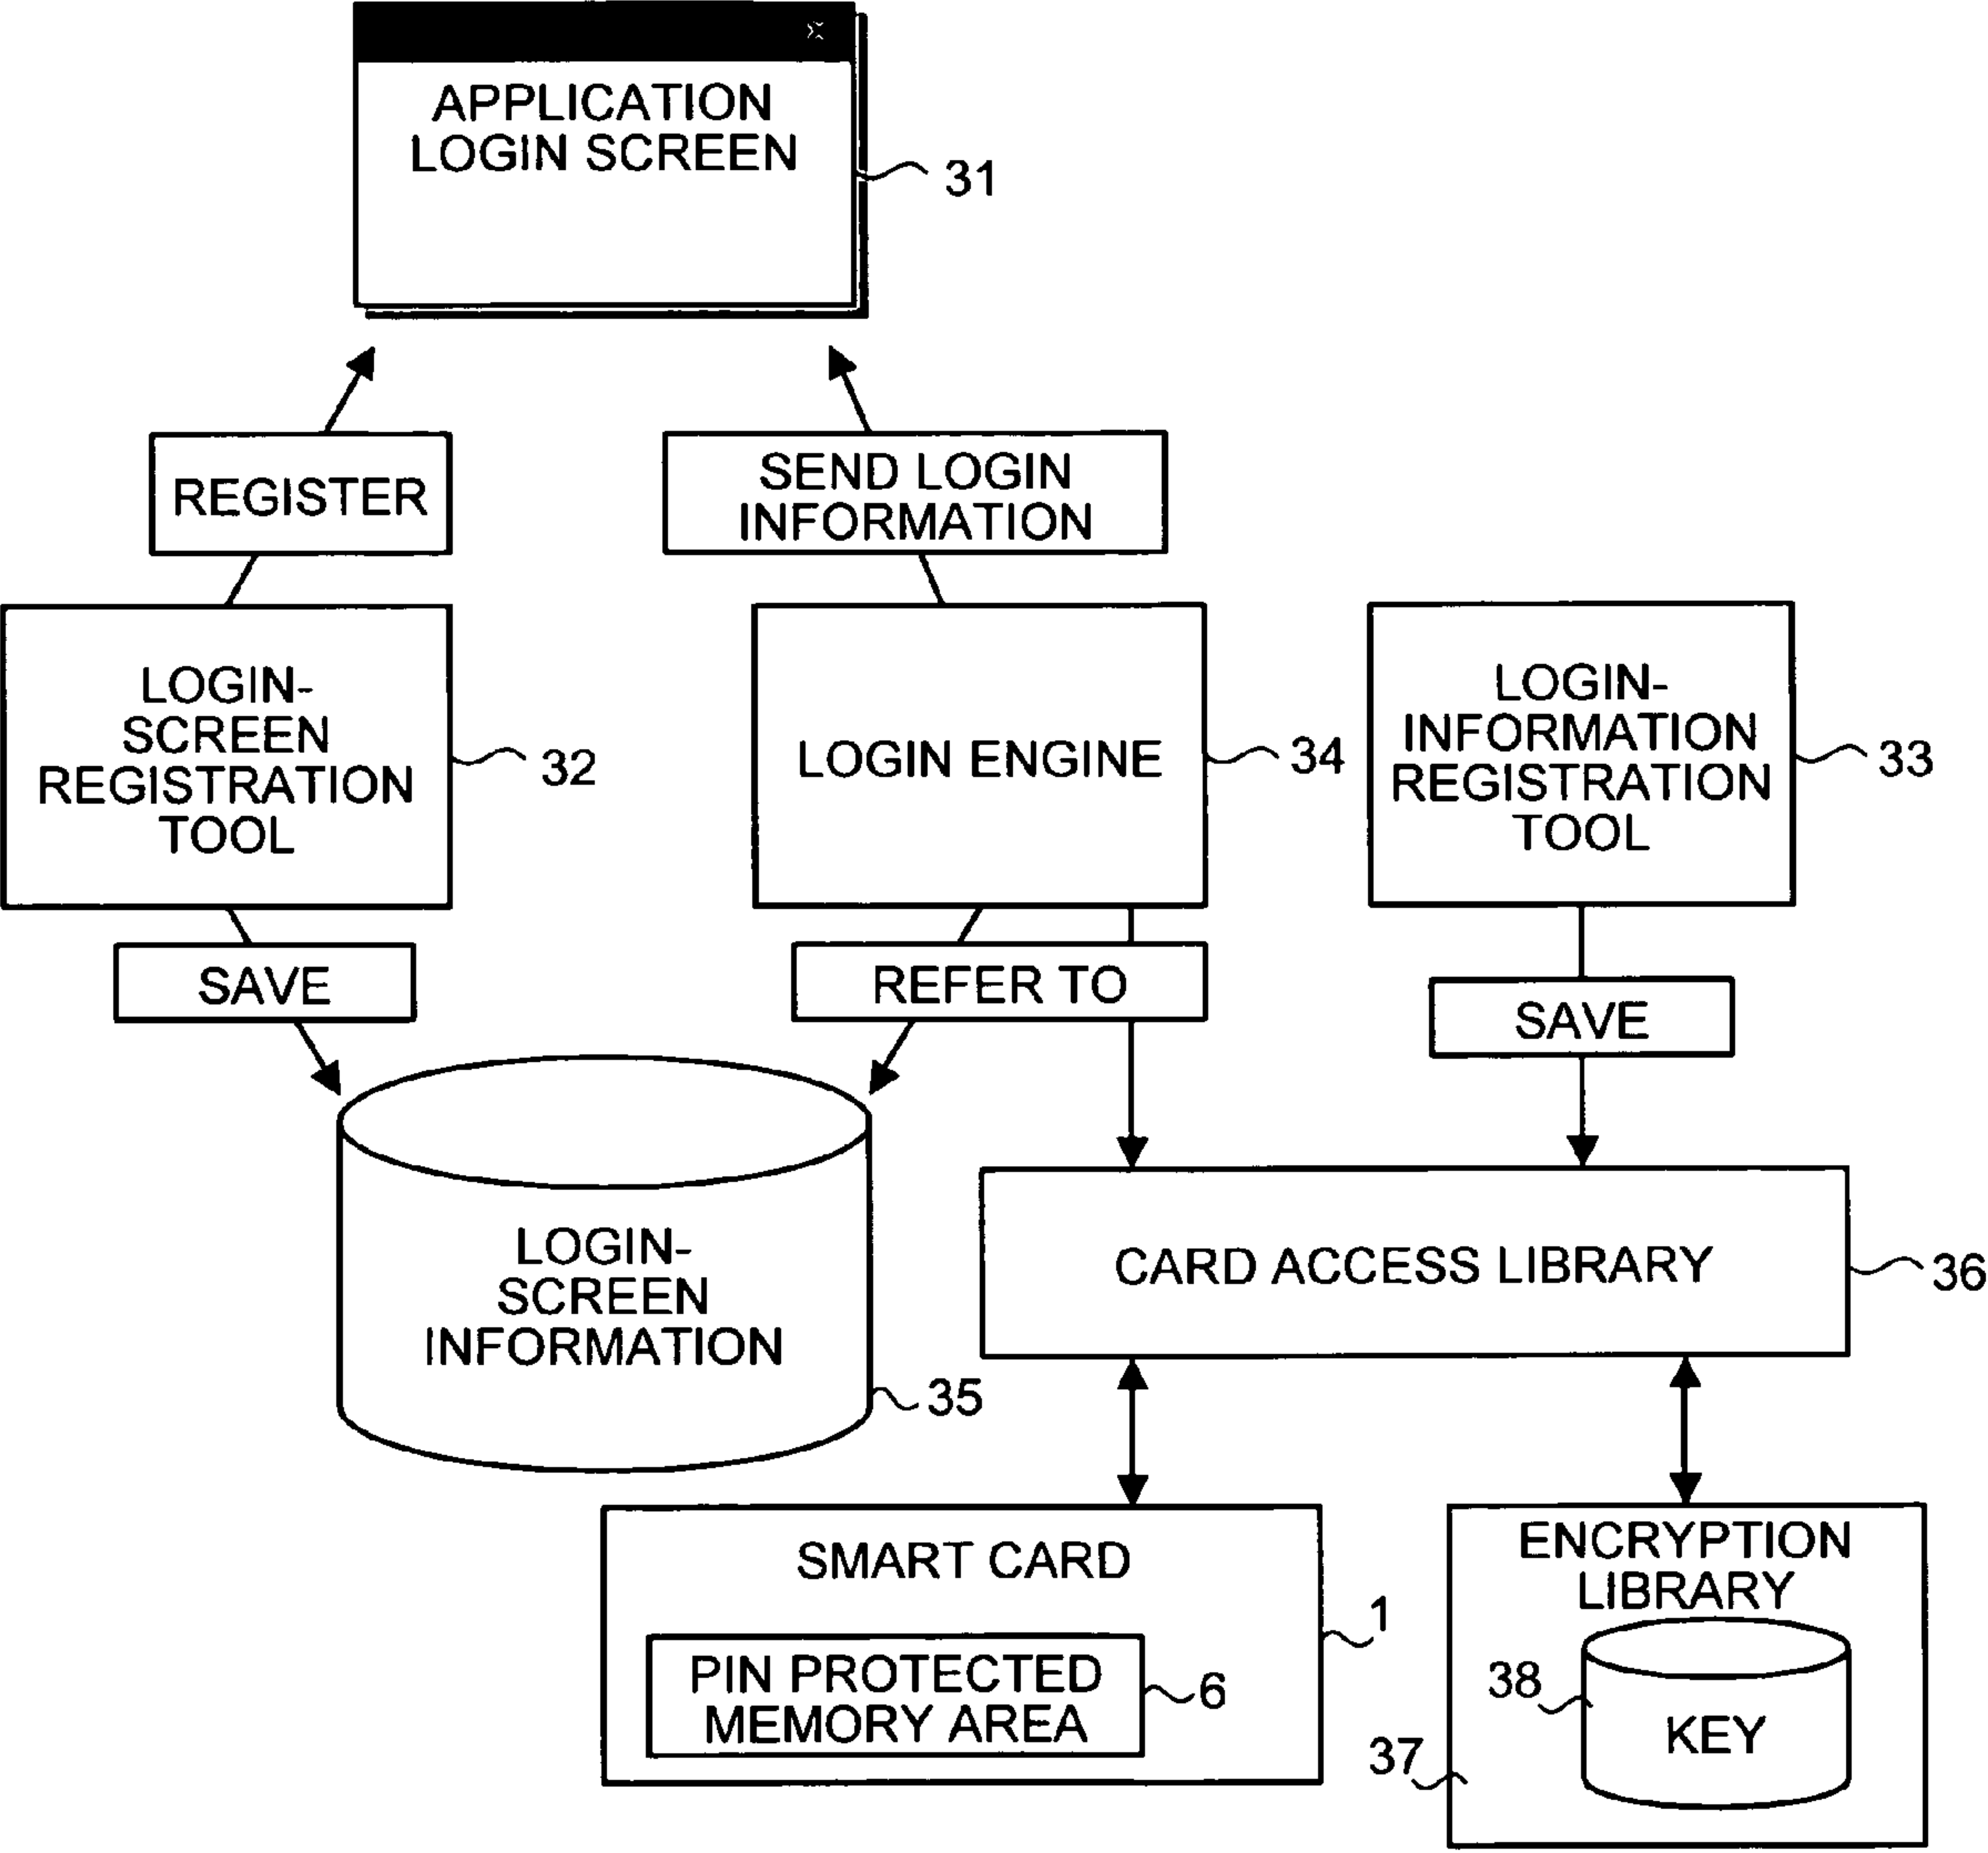 APPLICATION
LOGIN SCREEN
31
REGISTER
SEND LOGIN
INFORMATION
LOGIN-
SCREEN
REGISTRATION
TOOL
32
LOGIN ENGINE
34
LOGIN-
INFORMATION
REGISTRATION
TOOL
33
SAVE
REFER TO
SAVE
LOGIN-
SCREEN
INFORMATION
35
CARD ACCESS LIBRARY
36
SMART CARD
1
PIN PROTECTED
MEMORY AREA
6
ENCRYPTION
LIBRARY
38
KEY
37